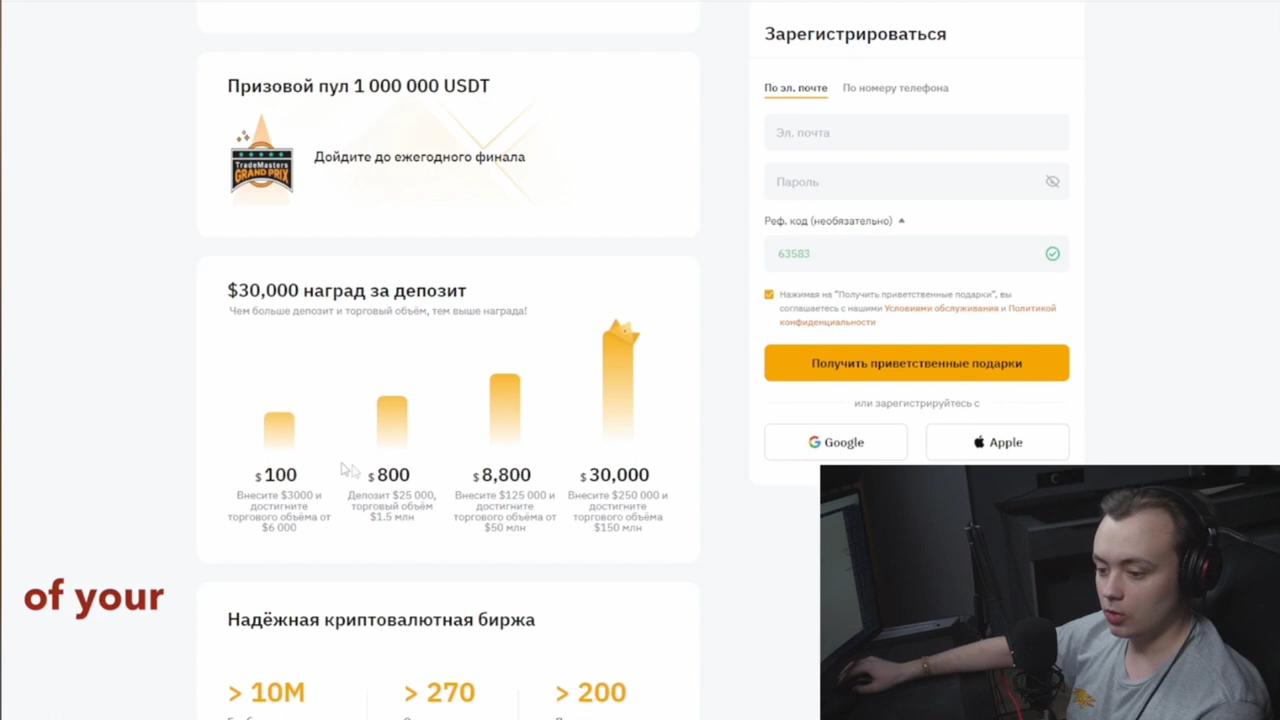 Призовой пул 1 000 000 USDT
TradeMasters
GRAND PRIX
Дойдите до ежегодного финала
$30,000 наград за депозит
Чем больше депозит и торговый объём, тем выше награда!
$ 100
Внесите $3000 и
достигните
торгового объёма от
$6 000
$ 800
Депозит $25 000,
торговый объём
$1.5 млн
$ 8,800
Внесите $125 000 и
достигните
торгового объёма от
$50 млн
$ 30,000
Внесите $250 000 и
достигните
торгового объёма
$150 млн
Надёжная криптовалютная биржа
> 10M
> 270
> 200
Зарегистрироваться
По эл. почте По номеру телефона
Эл. почта
Пароль
Реф. код (необязательно)
63583
Нажимая на "Получить приветственные подарки", вы
соглашаетесь с нашими Условиями обслуживания и Политикой
конфиденциальности
Получить приветственные подарки
или зарегистрируйтесь с
Google
Apple
of your